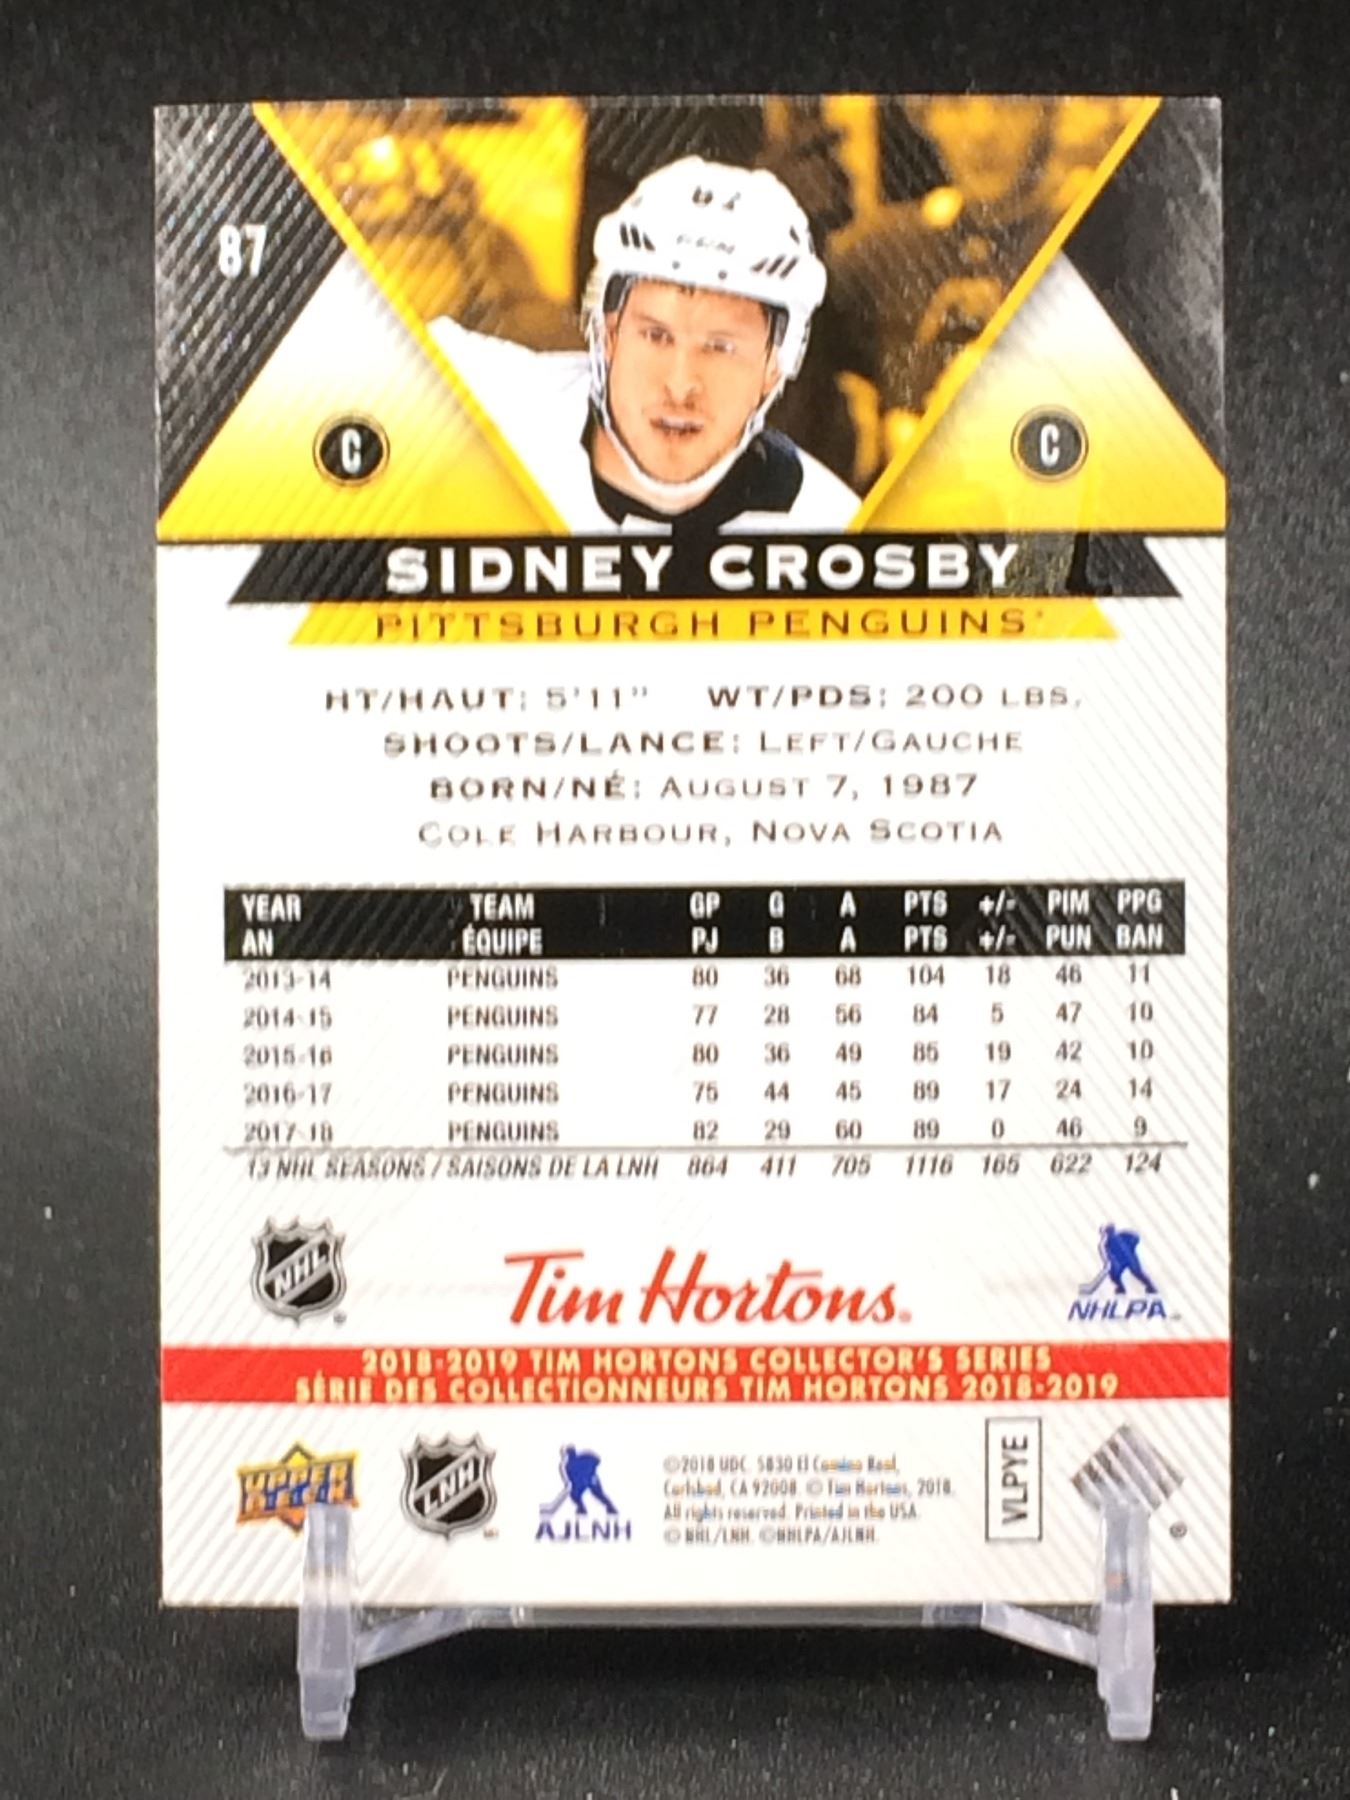 87
87
CCM
C
C
SIDNEY CROSBY
PITTSBURGH PENGUINS®
HT/HAUT: 5'11" WT/PDS: 200 LBS.
SHOOTS/LANCE: LEFT/GAUCHE
BORN/NÉ: AUGUST 7, 1987
COLE HARBOUR, NOVA SCOTIA
YEAR TEAM GP G A PTS +/- PIM PPG
AN ÉQUIPE PJ B A PTS +/- PUN BAN
2013-14 PENGUINS 80 36 68 104 18 46 11
2014-15 PENGUINS 77 28 56 84 5 47 10
2015-16 PENGUINS 80 36 49 85 19 42 10
2016-17 PENGUINS 75 44 45 89 17 24 14
2017-18 PENGUINS 82 29 60 89 0 46 9
13 NHL SEASONS / SAISONS DE LA LNH 864 411 705 1116 165 622 124
NHL
Tim Hortons.
NHLPA
2018-2019 TIM HORTONS COLLECTOR'S SERIES
SÉRIE DES COLLECTIONNEURS TIM HORTONS 2018-2019
UPPER
LNH
AJLNH
©2018 UDC. 5830 El Camino Real,
Carlsbad, CA 92008. © Tim Hortons, 2018.
All rights reserved. Printed in the USA.
© NHL/LNH. ©NHLPA/AJLNH.
VLPYE